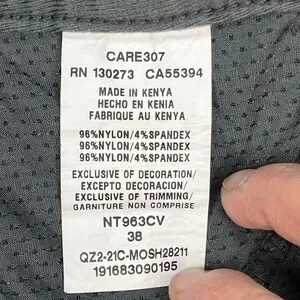 CARE307
RN 130273 CA55394
MADE IN KENYA
HECHO EN KENIA
FABRIQUE AU KENYA
96%NYLON/4%SPANDEX
96%NYLON/4%SPANDEX
96%NYLON/4%SPANDEX
EXCLUSIVE OF DECORATION/
EXCEPTO DECORACION/
EXCLUSIVE OF TRIMMING/
GARNITURE NON COMPRISE
NT963CV
38
QZ2-21C-MOSH28211
191683090195